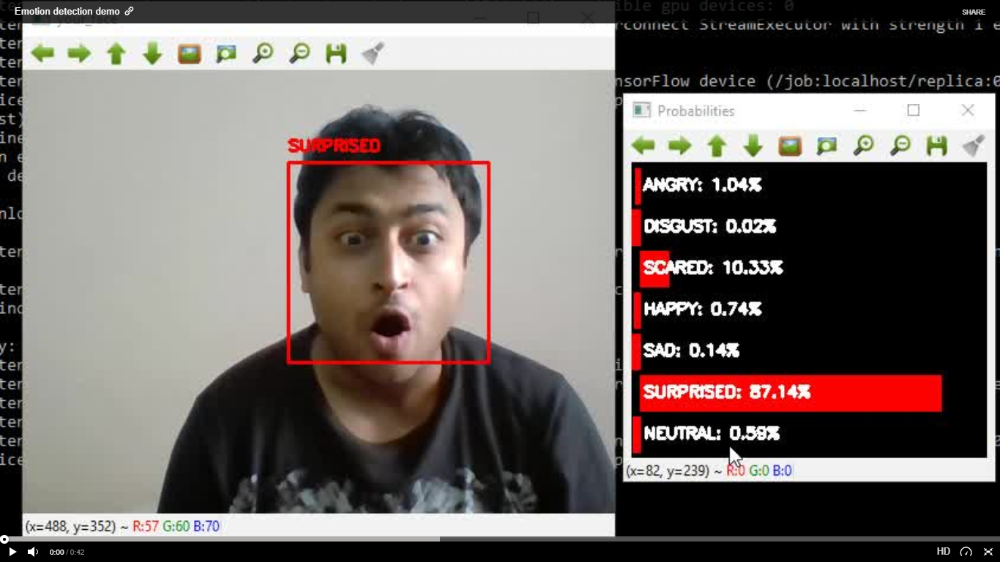 Emotion detection demo
SHARE
ible gpu devices: 0
rconnect StreamExecutor with strength 1 e
nsorFlow device (/job:localhost/replica:0
Probabilities
SURPRISED
ANGRY: 1.04%
DISGUST: 0.02%
SCARED: 10.33%
HAPPY: 0.74%
SAD: 0.14%
SURPRISED: 87.14%
NEUTRAL: 0.59%
(x=82, y=239) ~ R:0 G:0 B:0
(x=488, y=352) ~ R:57 G:60 B:70
0:00 / 0:42
HD